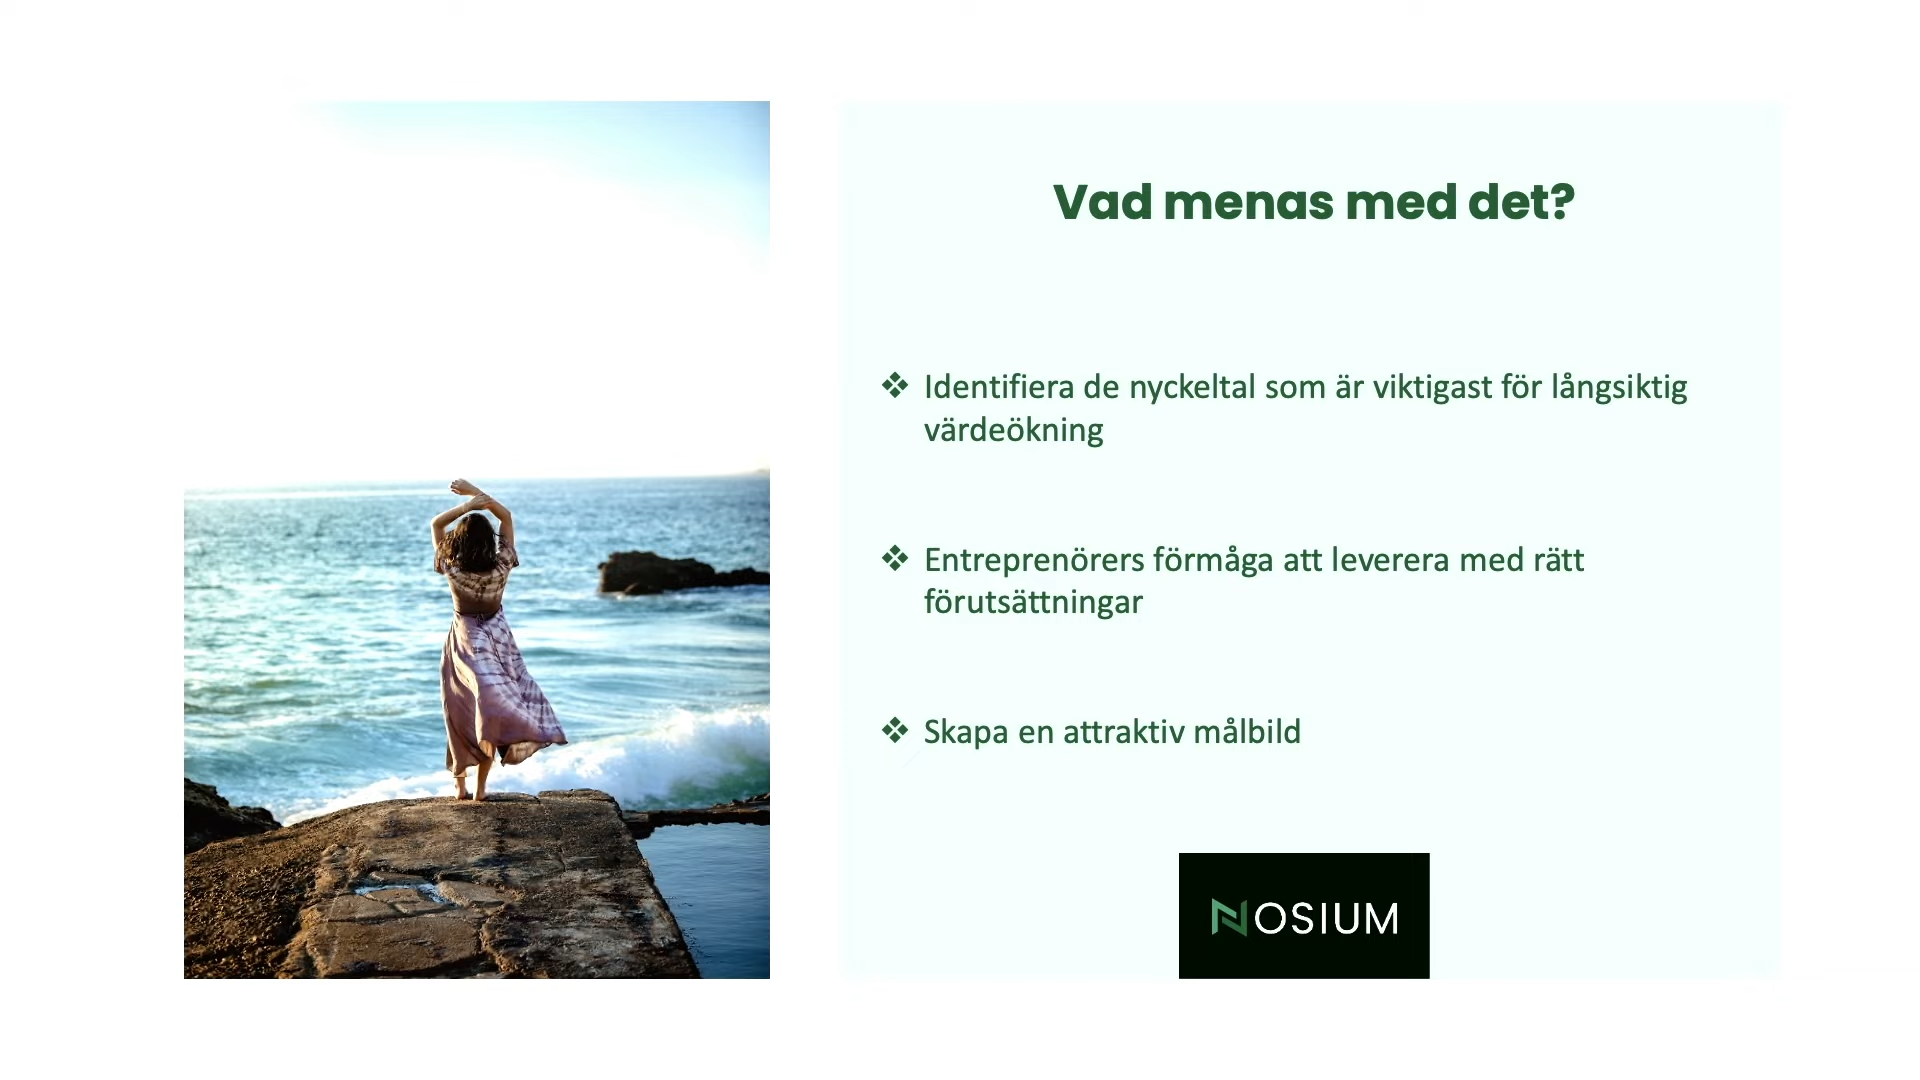 Vad menas med det?
❖ Identifiera de nyckeltal som är viktigast för långsiktig
värdeökning
❖ Entreprenörers förmåga att leverera med rätt
förutsättningar
❖ Skapa en attraktiv målbild
NOSIUM